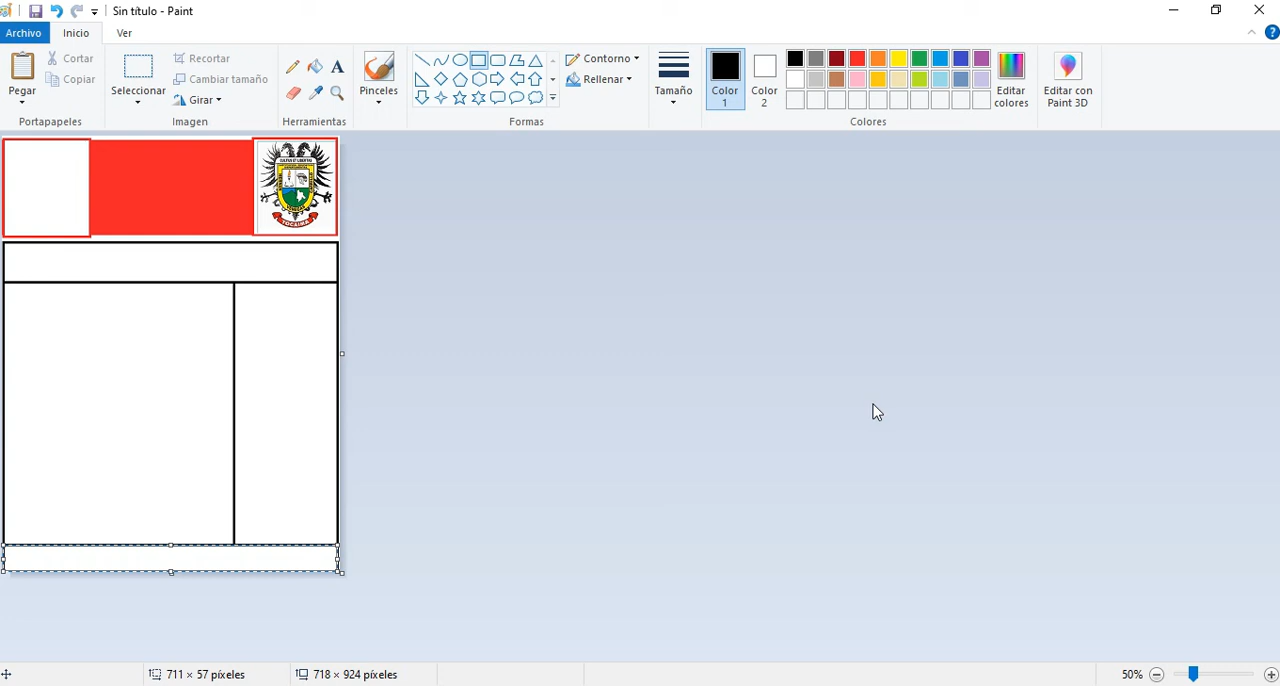 Sin título - Paint
Archivo
Inicio
Ver
Pegar
Cortar
Copiar
Portapapeles
Seleccionar
Recortar
Cambiar tamaño
Girar
Imagen
A
Herramientas
Pinceles
Contorno
Rellenar
Formas
Tamaño
Color
1
Color
2
Editar
colores
Colores
Editar con
Paint 3D
TOCAIMA
711 × 57 píxeles
718 × 924 píxeles
50%